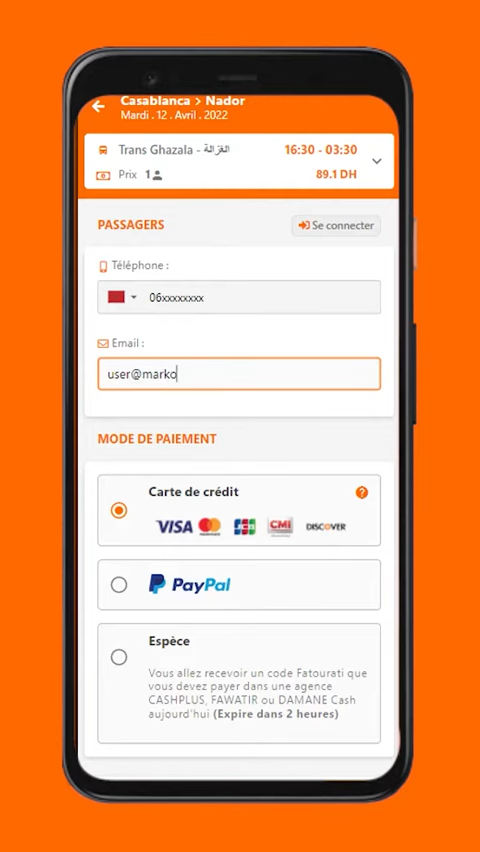 Casablanca > Nador
Mardi . 12 . Avril . 2022
Trans Ghazala - الغزالة 16:30 - 03:30
Prix 1 89.1 DH
PASSAGERS Se connecter
Téléphone :
06xxxxxxxx
Email :
user@marko
MODE DE PAIEMENT
Carte de crédit ?
VISA JCB CMi DISCOVER
PayPal
Espèce
Vous allez recevoir un code Fatourati que
vous devez payer dans une agence
CASHPLUS, FAWATIR ou DAMANE Cash
aujourd'hui (Expire dans 2 heures)